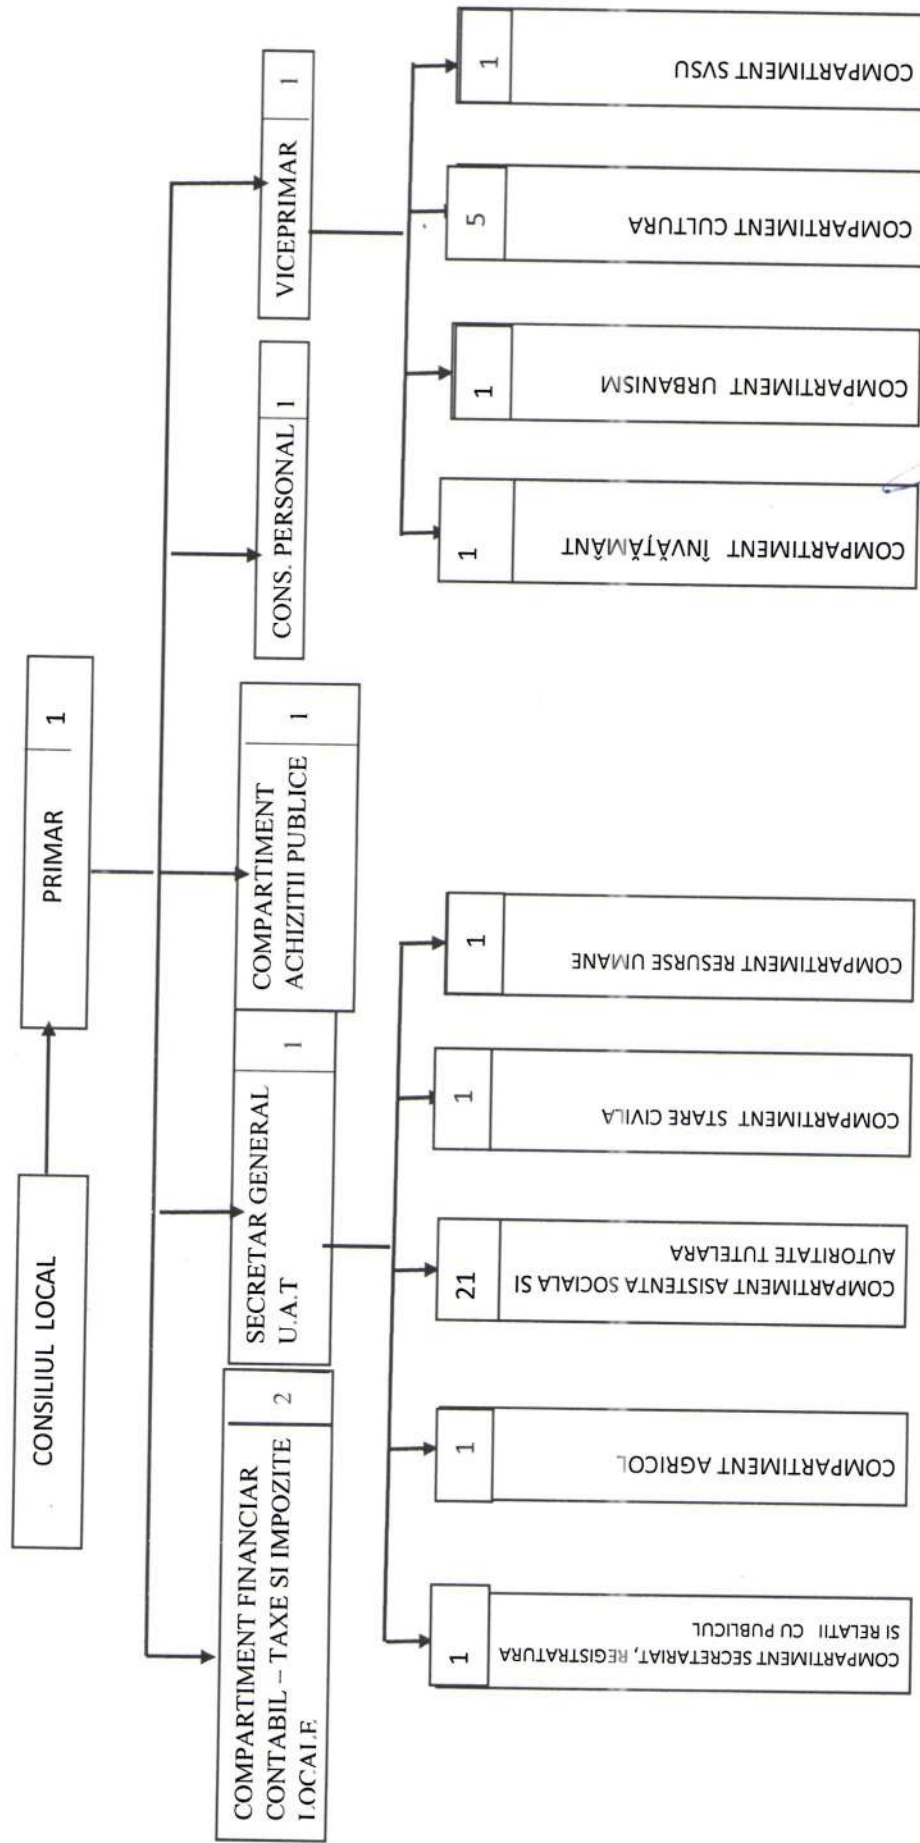 CONSILIUL LOCAL
PRIMAR 1
COMPARTIMENT FINANCIAR 2
CONTABIL – TAXE SI IMPOZITE
LOCALE
SECRETAR GENERAL 1
U.A.T
COMPARTIMENT 1
ACHIZITII PUBLICE
CONS. PERSONAL 1
VICEPRIMAR 1
1
COMPARTIMENT SECRETARIAT, REGISTRATURA
SI RELATII CU PUBLICUL
1
COMPARTIMENT AGRICOL
21
COMPARTIMENT ASISTENTA SOCIALA SI
AUTORITATE TUTELARA
1
COMPARTIMENT STARE CIVILA
1
COMPARTIMENT RESURSE UMANE
1
COMPARTIMENT ÎNVĂŢĂMÂNT
1
COMPARTIMENT URBANISM
5
COMPARTIMENT CULTURA
1
COMPARTIMENT SVSU